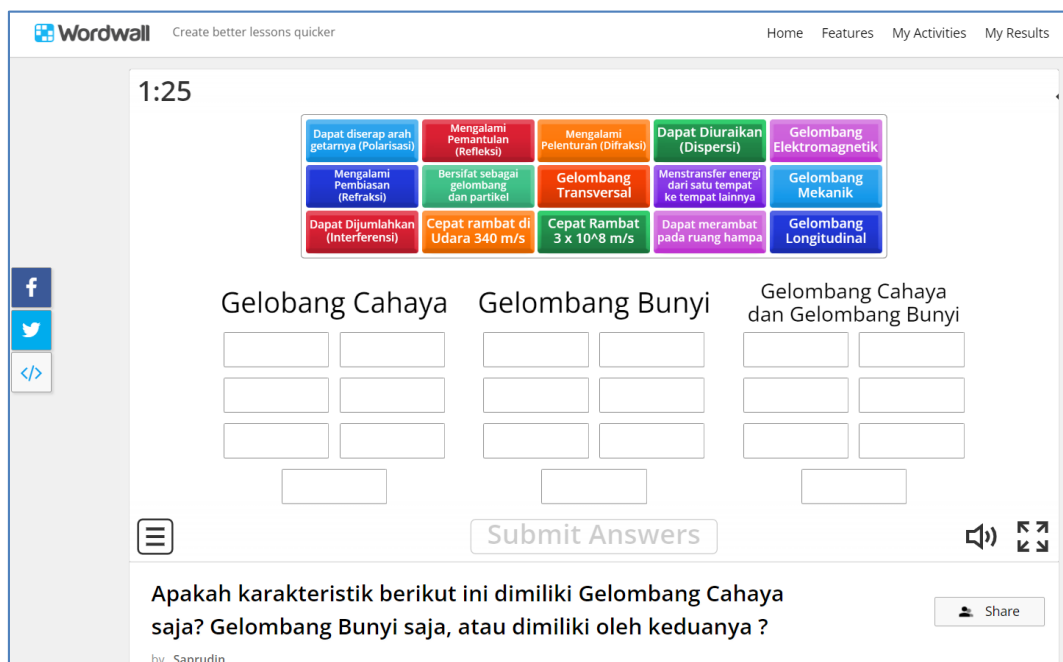 Wordwall
Create better lessons quicker
Home Features My Activities My Results
1:25
Dapat diserap arah
getarnya (Polarisasi)
Mengalami
Pemantulan
(Refleksi)
Mengalami
Pelenturan (Difraksi)
Dapat Diuraikan
(Dispersi)
Gelombang
Elektromagnetik
Mengalami
Pembiasan
(Refraksi)
Bersifat sebagai
gelombang
dan partikel
Gelombang
Transversal
Menstransfer energi
dari satu tempat
ke tempat lainnya
Gelombang
Mekanik
Dapat Dijumlahkan
(Interferensi)
Cepat rambat di
Udara 340 m/s
Cepat Rambat
3 x 10^8 m/s
Dapat merambat
pada ruang hampa
Gelombang
Longitudinal
Gelobang Cahaya
Gelombang Bunyi
Gelombang Cahaya
dan Gelombang Bunyi
Submit Answers
Apakah karakteristik berikut ini dimiliki Gelombang Cahaya
saja? Gelombang Bunyi saja, atau dimiliki oleh keduanya ?
Share
by Saprudin